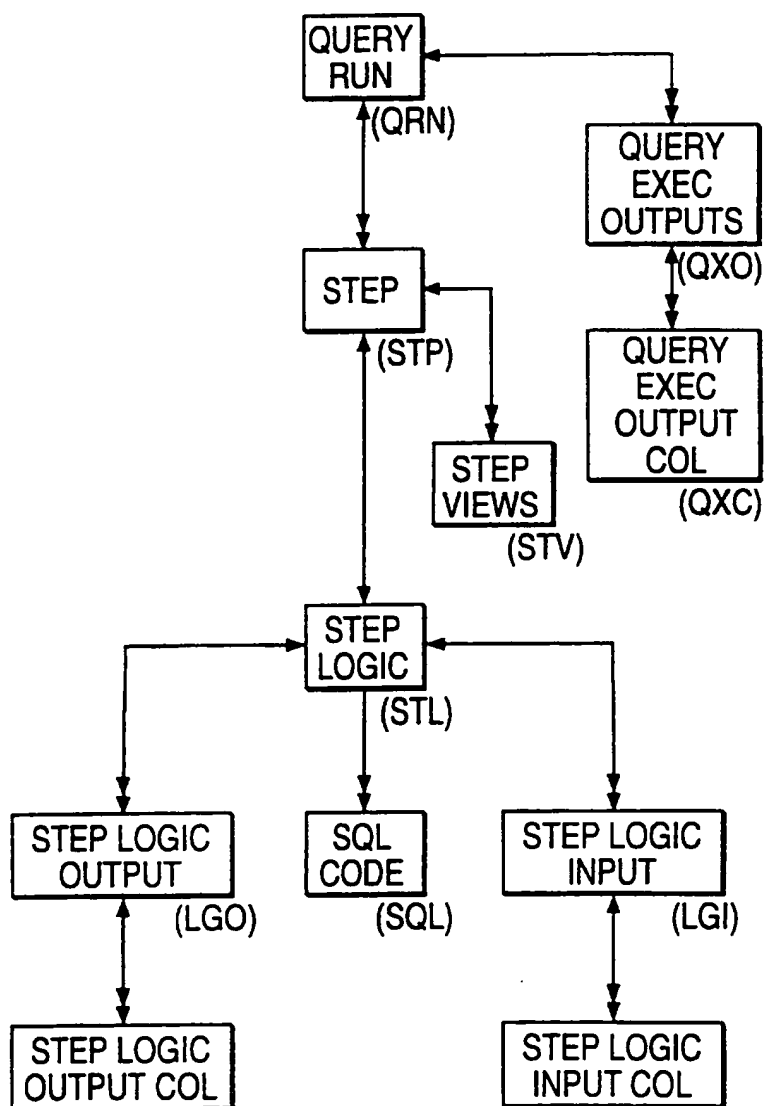 QUERY
RUN
(QRN)
QUERY
EXEC
OUTPUTS
(QXO)
STEP
(STP)
QUERY
EXEC
OUTPUT
COL
(QXC)
STEP
VIEWS
(STV)
STEP
LOGIC
(STL)
STEP LOGIC
OUTPUT
(LGO)
SQL
CODE
(SQL)
STEP LOGIC
INPUT
(LGI)
STEP LOGIC
OUTPUT COL
STEP LOGIC
INPUT COL